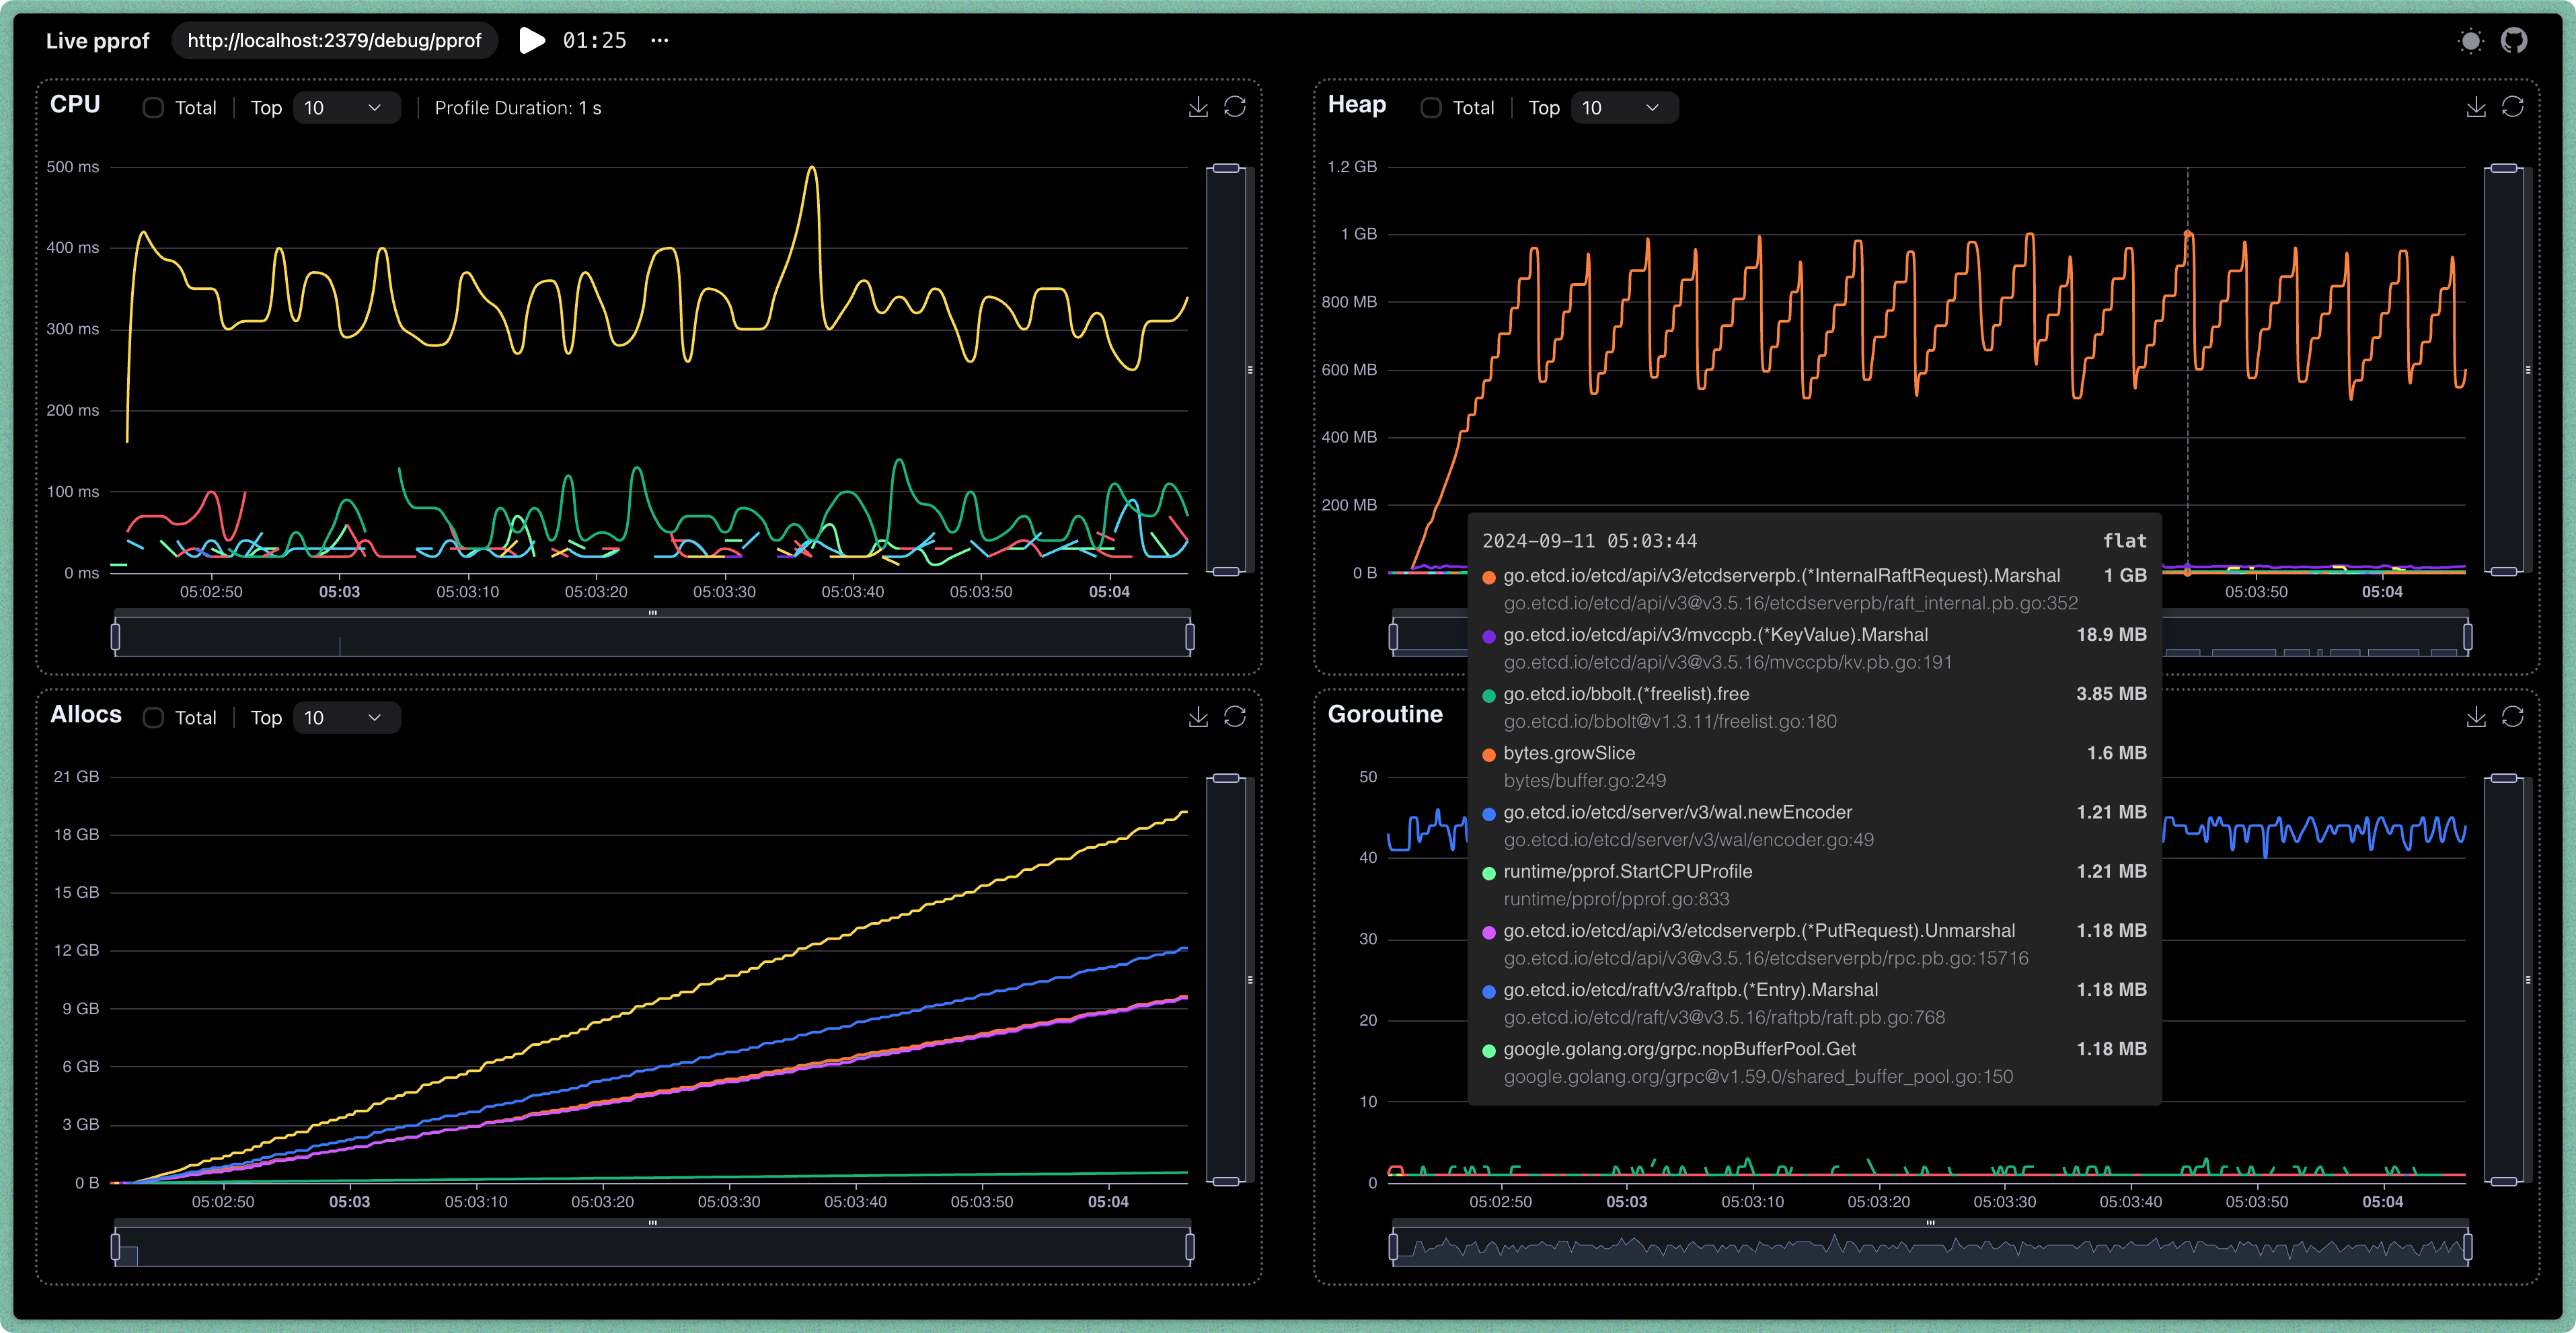 Live pprof http://localhost:2379/debug/pprof 01:25 ...
CPU Total Top 10 Profile Duration: 1 s
500 ms
400 ms
300 ms
200 ms
100 ms
0 ms
05:02:50 05:03 05:03:10 05:03:20 05:03:30 05:03:40 05:03:50 05:04
Heap Total Top 10
1.2 GB
1 GB
800 MB
600 MB
400 MB
200 MB
0 B
05:03:50 05:04
2024-09-11 05:03:44 flat
go.etcd.io/etcd/api/v3/etcdserverpb.(*InternalRaftRequest).Marshal 1 GB
go.etcd.io/etcd/api/v3@v3.5.16/etcdserverpb/raft_internal.pb.go:352
go.etcd.io/etcd/api/v3/mvccpb.(*KeyValue).Marshal 18.9 MB
go.etcd.io/etcd/api/v3@v3.5.16/mvccpb/kv.pb.go:191
go.etcd.io/bbolt.(*freelist).free 3.85 MB
go.etcd.io/bbolt@v1.3.11/freelist.go:180
bytes.growSlice 1.6 MB
bytes/buffer.go:249
go.etcd.io/etcd/server/v3/wal.newEncoder 1.21 MB
go.etcd.io/etcd/server/v3/wal/encoder.go:49
runtime/pprof.StartCPUProfile 1.21 MB
runtime/pprof/pprof.go:833
go.etcd.io/etcd/api/v3/etcdserverpb.(*PutRequest).Unmarshal 1.18 MB
go.etcd.io/etcd/api/v3@v3.5.16/etcdserverpb/rpc.pb.go:15716
go.etcd.io/etcd/raft/v3/raftpb.(*Entry).Marshal 1.18 MB
go.etcd.io/etcd/raft/v3@v3.5.16/raftpb/raft.pb.go:768
google.golang.org/grpc.nopBufferPool.Get 1.18 MB
google.golang.org/grpc@v1.59.0/shared_buffer_pool.go:150
Allocs Total Top 10
21 GB
18 GB
15 GB
12 GB
9 GB
6 GB
3 GB
0 B
05:02:50 05:03 05:03:10 05:03:20 05:03:30 05:03:40 05:03:50 05:04
Goroutine
50
40
30
20
10
0
05:02:50 05:03 05:03:10 05:03:20 05:03:30 05:03:40 05:03:50 05:04